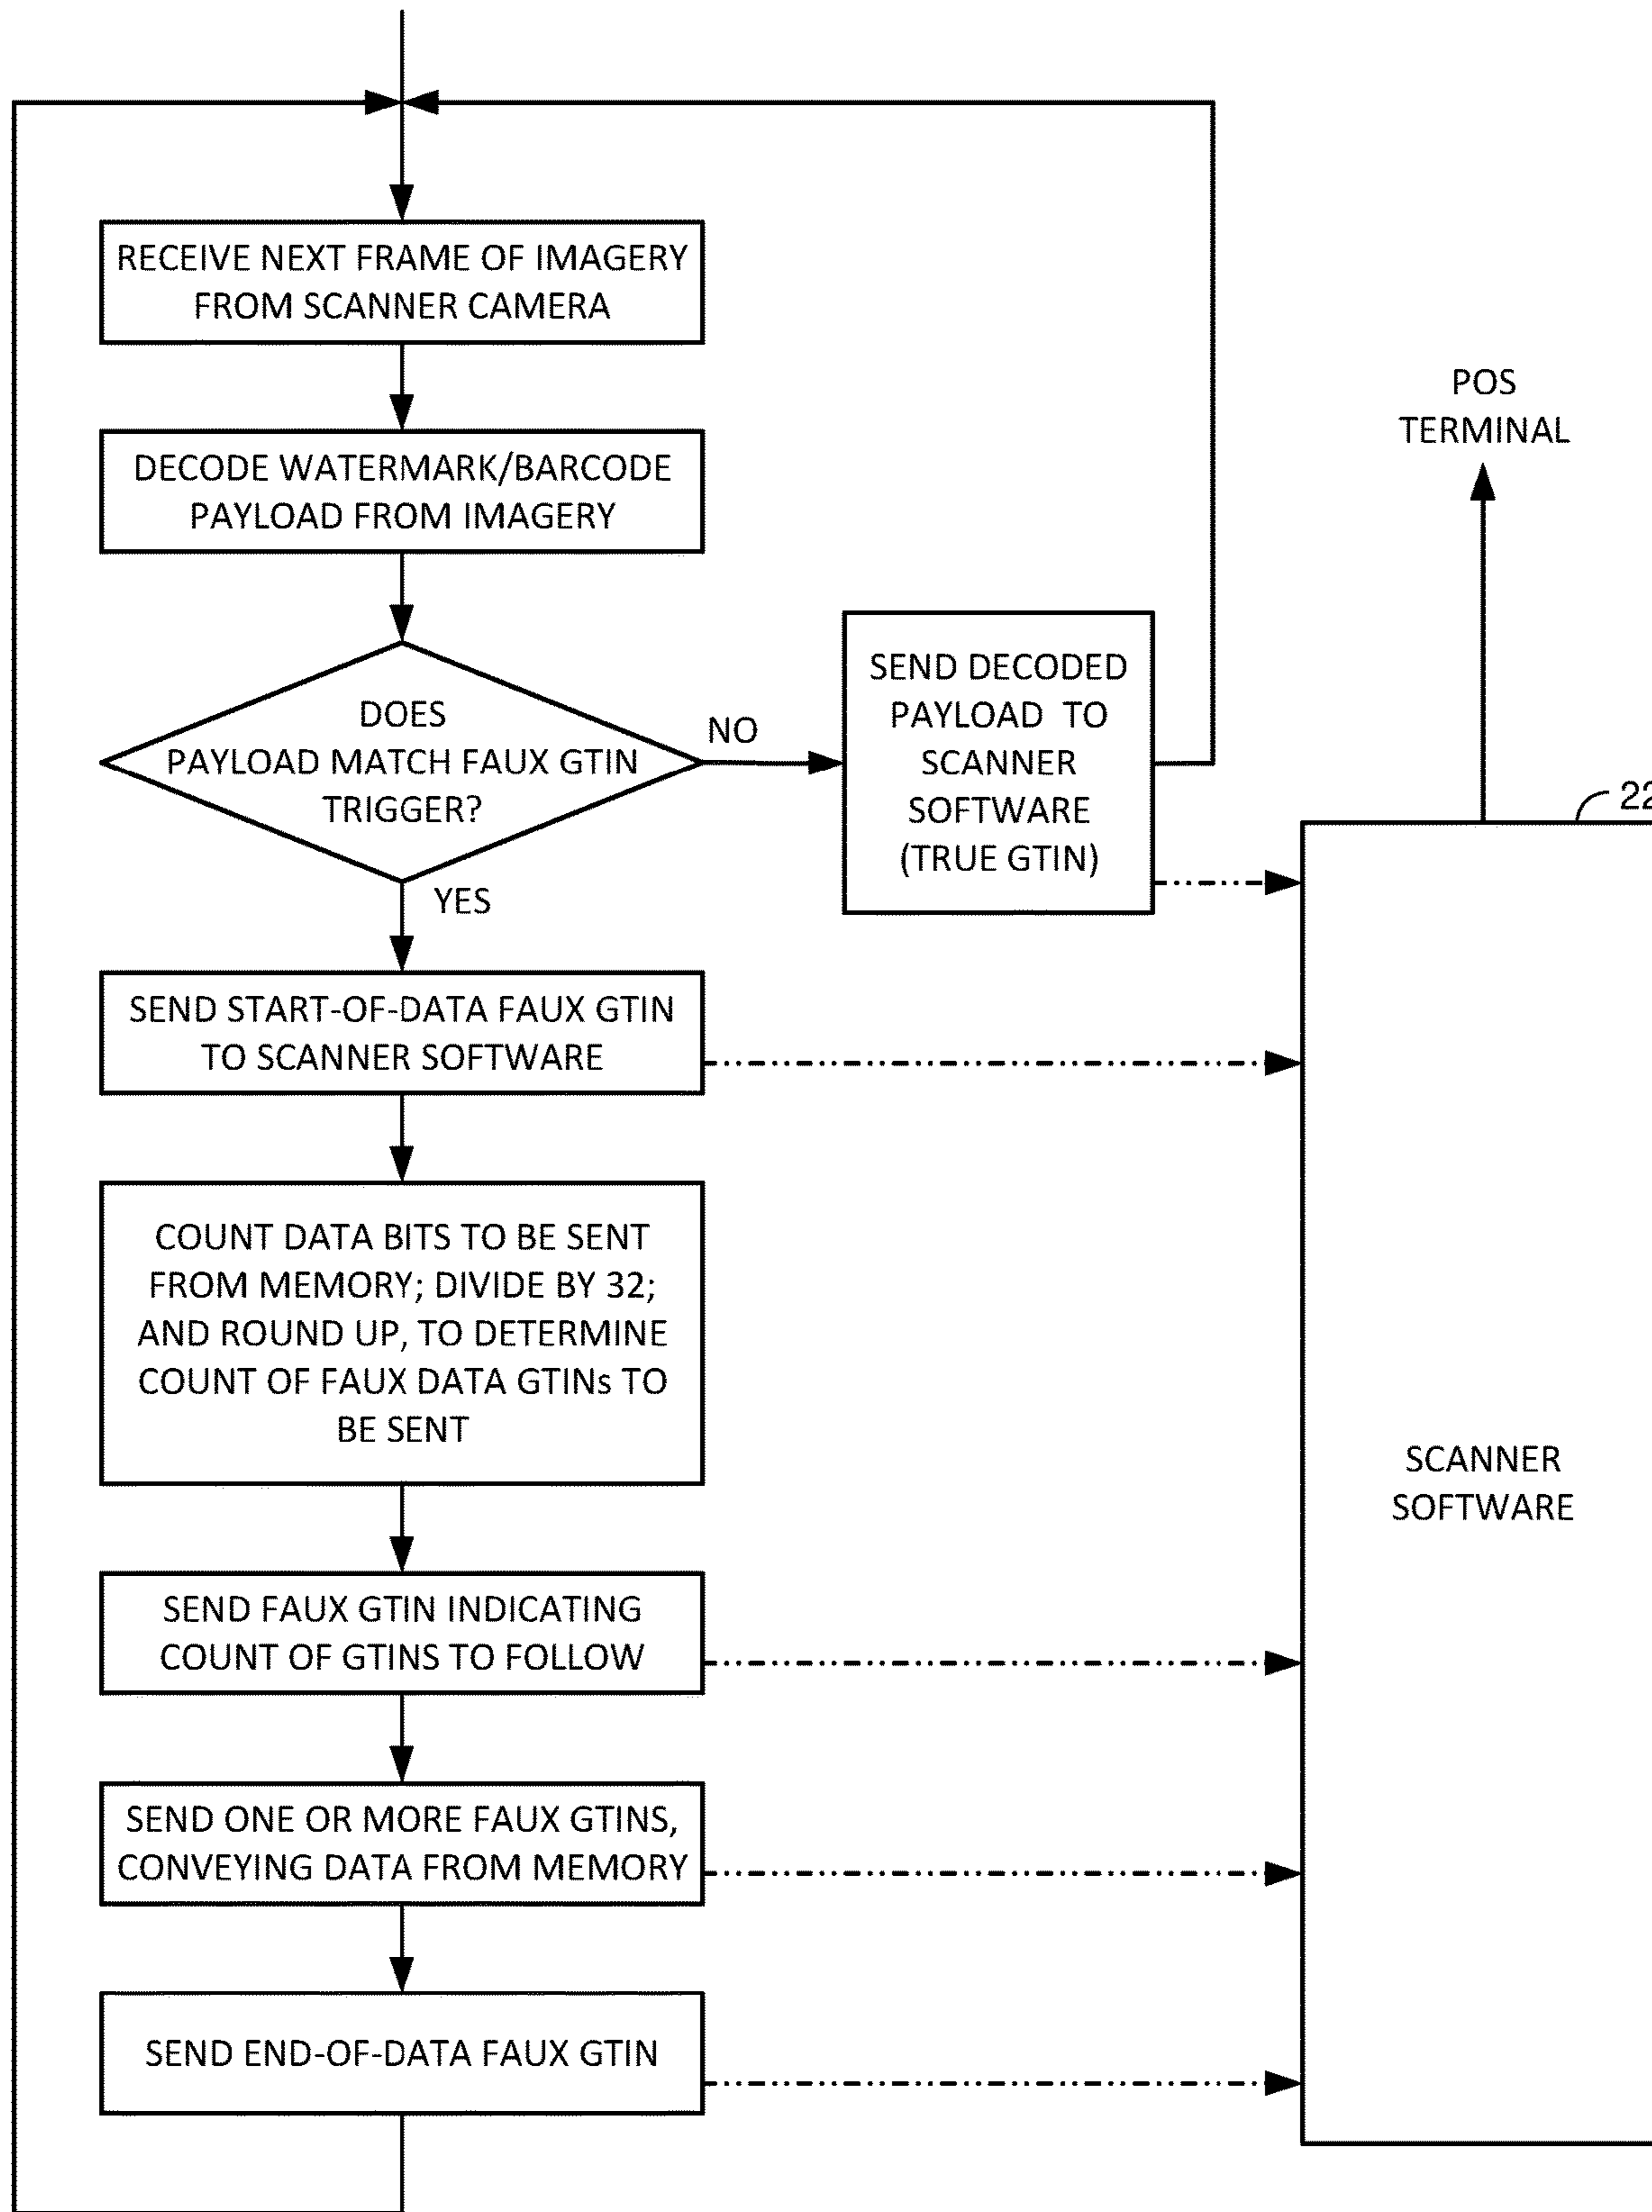 RECEIVE NEXT FRAME OF IMAGERY
FROM SCANNER CAMERA
DECODE WATERMARK/BARCODE
PAYLOAD FROM IMAGERY
DOES
PAYLOAD MATCH FAUX GTIN
TRIGGER?
NO
YES
SEND DECODED
PAYLOAD TO
SCANNER
SOFTWARE
(TRUE GTIN)
POS
TERMINAL
22
SEND START-OF-DATA FAUX GTIN
TO SCANNER SOFTWARE
COUNT DATA BITS TO BE SENT
FROM MEMORY; DIVIDE BY 32;
AND ROUND UP, TO DETERMINE
COUNT OF FAUX DATA GTINs TO
BE SENT
SCANNER
SOFTWARE
SEND FAUX GTIN INDICATING
COUNT OF GTINS TO FOLLOW
SEND ONE OR MORE FAUX GTINS,
CONVEYING DATA FROM MEMORY
SEND END-OF-DATA FAUX GTIN